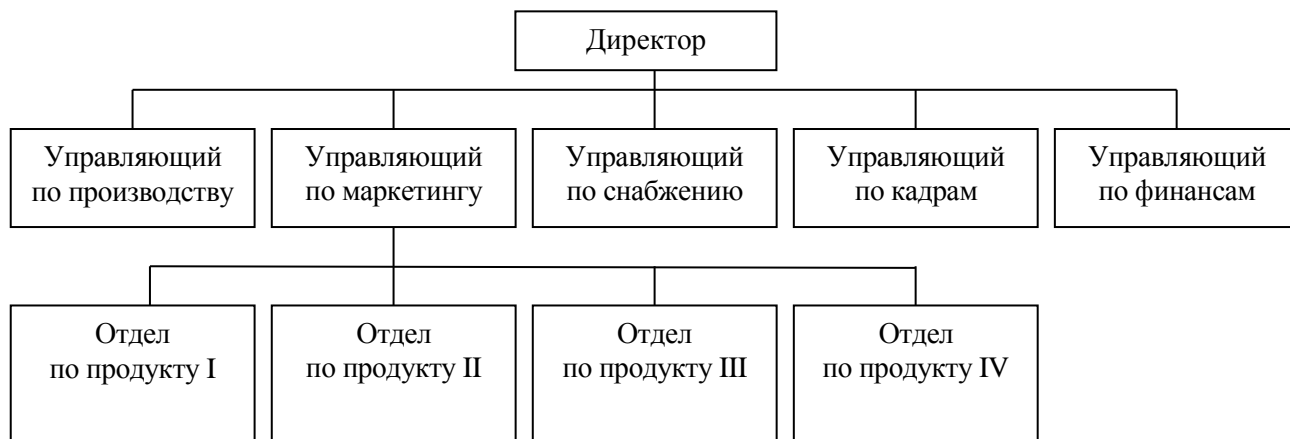 Директор
Управляющий
по производству
Управляющий
по маркетингу
Управляющий
по снабжению
Управляющий
по кадрам
Управляющий
по финансам
Отдел
по продукту I
Отдел
по продукту II
Отдел
по продукту III
Отдел
по продукту IV